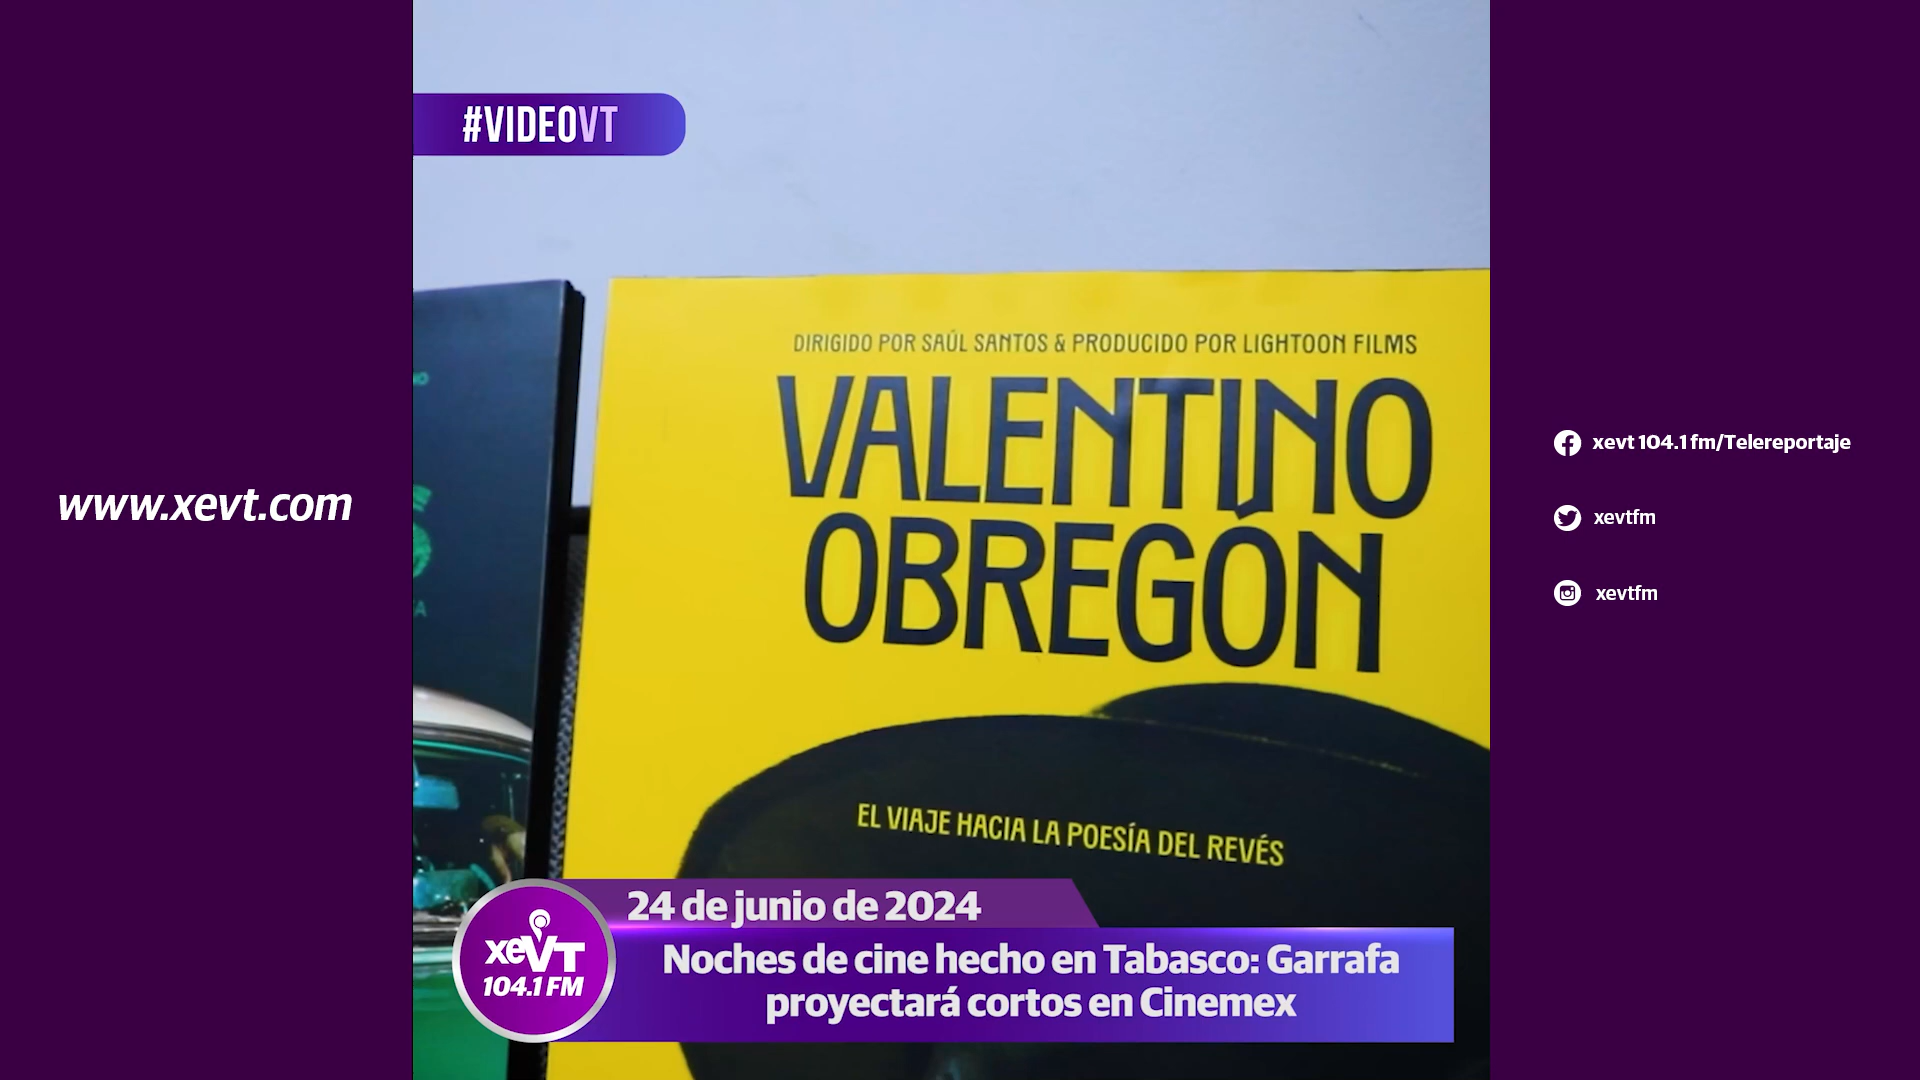 #VIDEOVT
DIRIGIDO POR SAÚL SANTOS & PRODUCIDO POR LIGHTOON FILMS
VALENTINO
OBREGÓN
EL VIAJE HACIA LA POESÍA DEL REVÉS
24 de junio de 2024
Noches de cine hecho en Tabasco: Garrafa
proyectará cortos en Cinemex
xeVT
104.1 FM
www.xevt.com
xevt 104.1 fm/Telereportaje
xevtfm
xevtfm